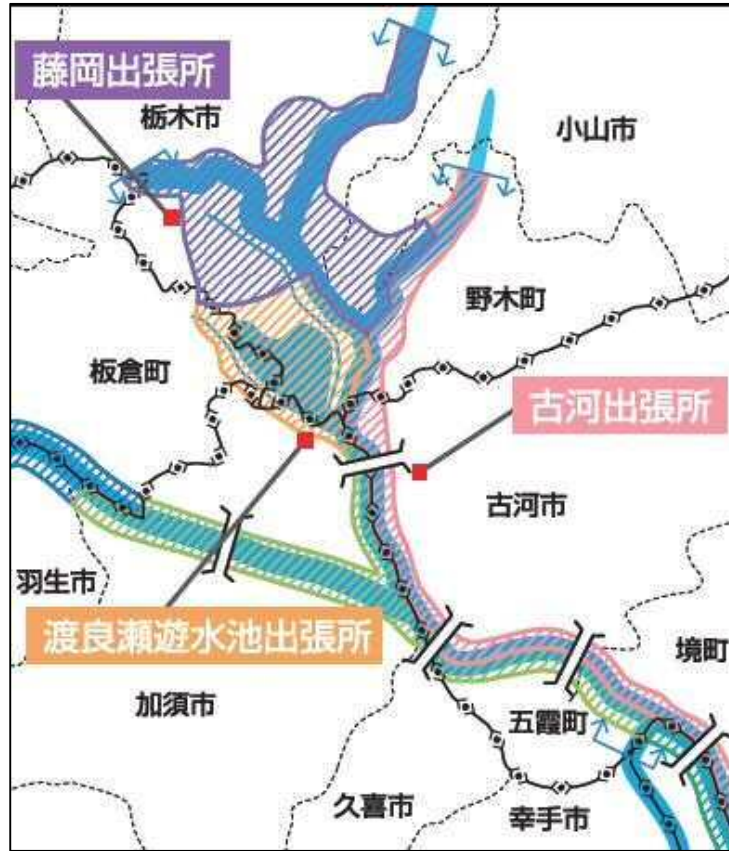 藤岡出張所
栃木市
小山市
野木町
板倉町
古河出張所
古河市
羽生市
渡良瀬遊水池出張所
境町
加須市
五霞町
久喜市
幸手市